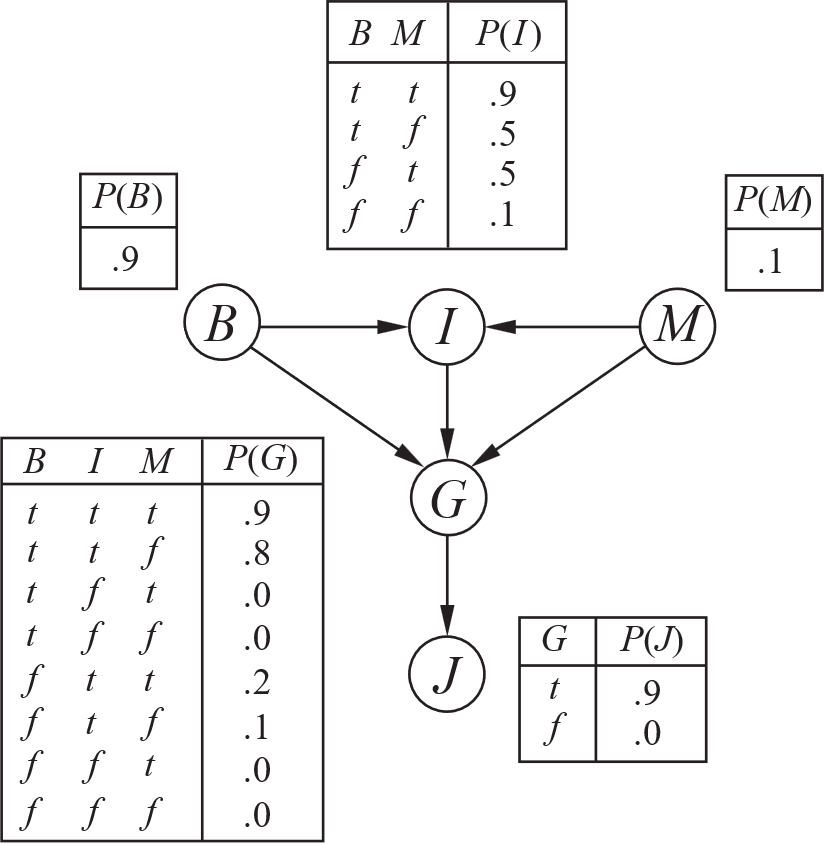 B M P(I)
t t .9
t f .5
f t .5
f f .1
P(B)
.9
P(M)
.1
B
I
M
B I M P(G)
t t t .9
t t f .8
t f t .0
t f f .0
f t t .2
f t f .1
f f t .0
f f f .0
G
J
G P(J)
t .9
f .0